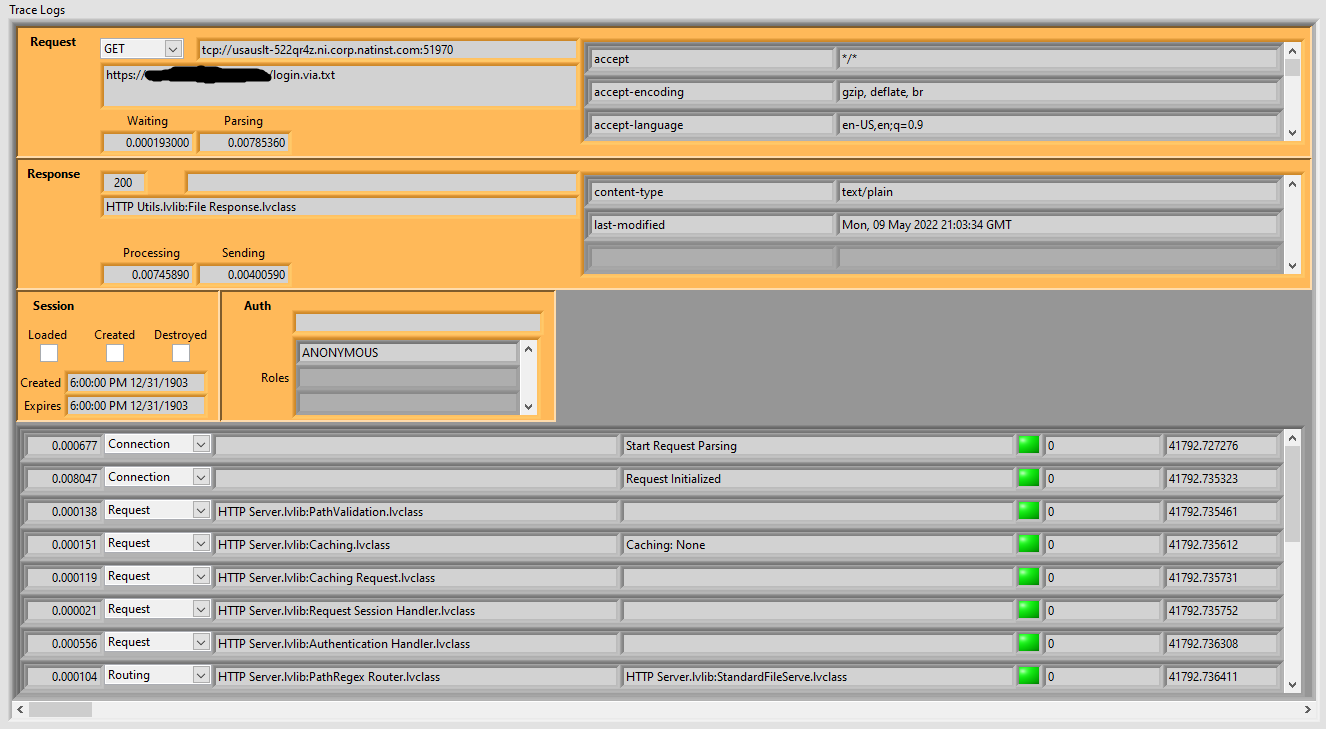 Trace Logs
Request GET tcp://usauslt-522qr4z.ni.corp.natinst.com:51970
https:// /login.via.txt
Waiting Parsing
0.000193000 0.00785360
accept */*
accept-encoding gzip, deflate, br
accept-language en-US,en;q=0.9
Response 200
HTTP Utils.lvlib:File Response.lvclass
Processing Sending
0.00745890 0.00400590
content-type text/plain
last-modified Mon, 09 May 2022 21:03:34 GMT
Session
Loaded Created Destroyed
Created 6:00:00 PM 12/31/1903
Expires 6:00:00 PM 12/31/1903
Auth
Roles ANONYMOUS
0.000677 Connection Start Request Parsing 0 41792.727276
0.008047 Connection Request Initialized 0 41792.735323
0.000138 Request HTTP Server.lvlib:PathValidation.lvclass 0 41792.735461
0.000151 Request HTTP Server.lvlib:Caching.lvclass Caching: None 0 41792.735612
0.000119 Request HTTP Server.lvlib:Caching Request.lvclass 0 41792.735731
0.000021 Request HTTP Server.lvlib:Request Session Handler.lvclass 0 41792.735752
0.000556 Request HTTP Server.lvlib:Authentication Handler.lvclass 0 41792.736308
0.000104 Routing HTTP Server.lvlib:PathRegex Router.lvclass HTTP Server.lvlib:StandardFileServe.lvclass 0 41792.736411